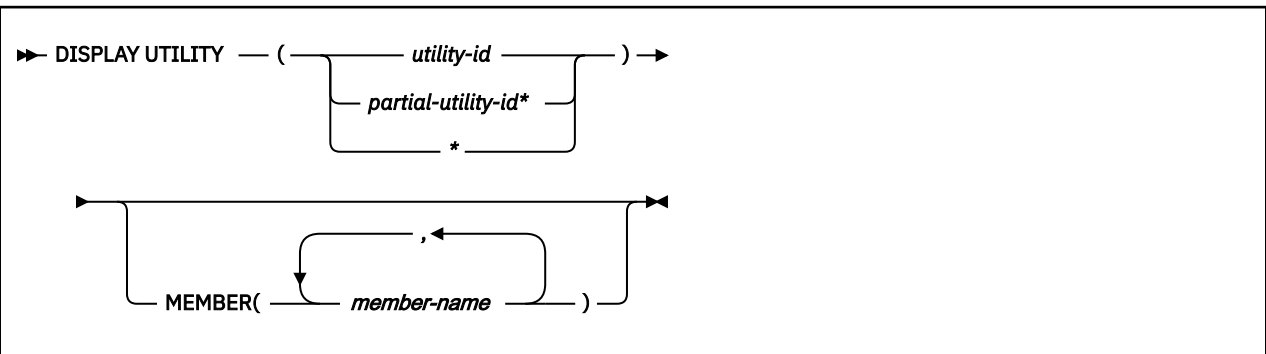 DISPLAY UTILITY ( utility-id )
partial-utility-id*
*
,
MEMBER( member-name )